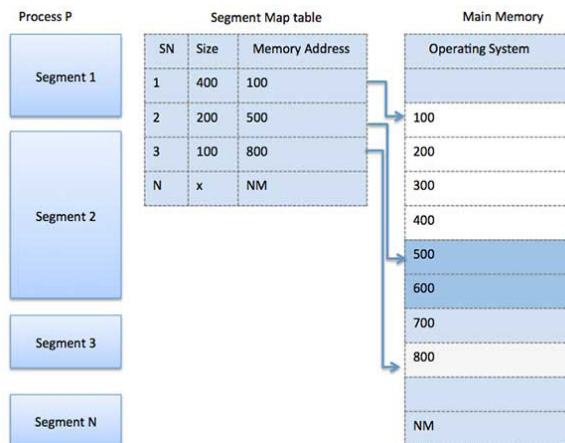 Process P
Segment 1
Segment 2
Segment 3
Segment N
Segment Map table
SN Size Memory Address
1 400 100
2 200 500
3 100 800
N x NM
Main Memory
Operating System
100
200
300
400
500
600
700
800
NM